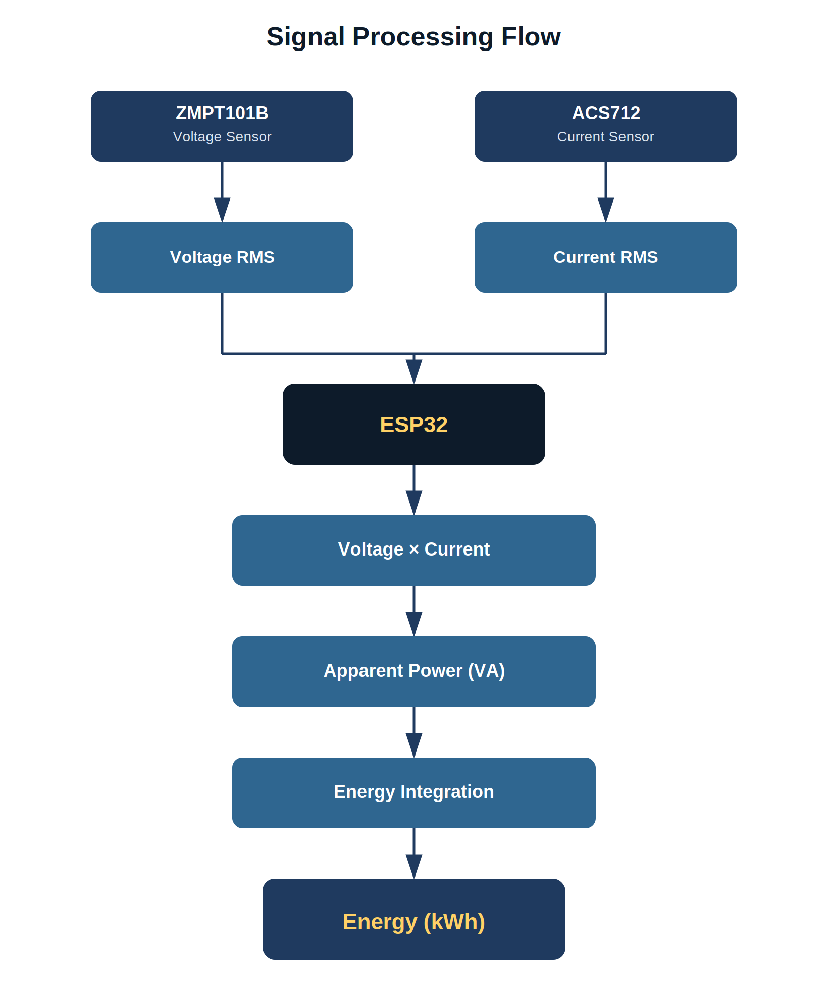 Signal Processing Flow
ZMPT101B
Voltage Sensor
ACS712
Current Sensor
Voltage RMS
Current RMS
ESP32
Voltage × Current
Apparent Power (VA)
Energy Integration
Energy (kWh)